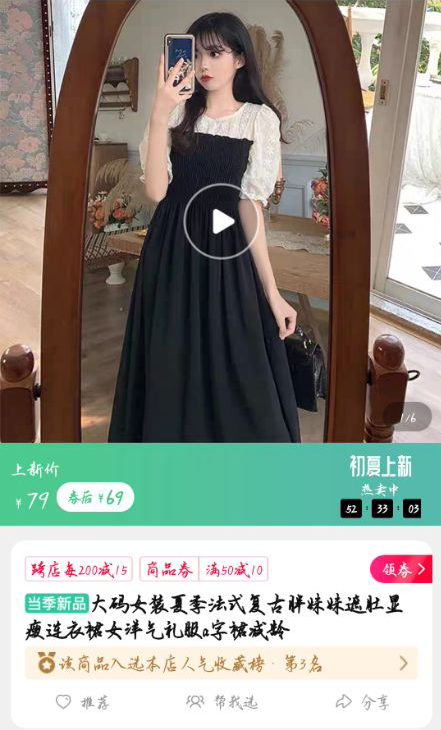 1/6
上新价
¥79
券后 ¥69
初夏上新
热卖中
52 : 33 : 03
跨店每200减15
商品券 满50减10
领券
当季新品 大码女装夏季法式复古胖妹妹遮肚显
瘦连衣裙女洋气礼服a字裙减龄
该商品入选本店人气收藏榜·第3名
推荐
帮我选
分享